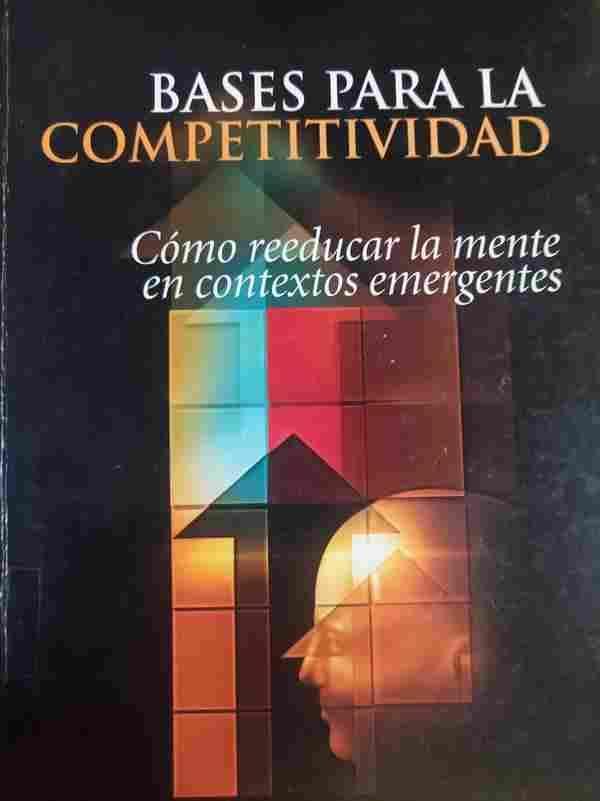 BASES PARA LA
COMPETITIVIDAD
Cómo reeducar la mente
en contextos emergentes